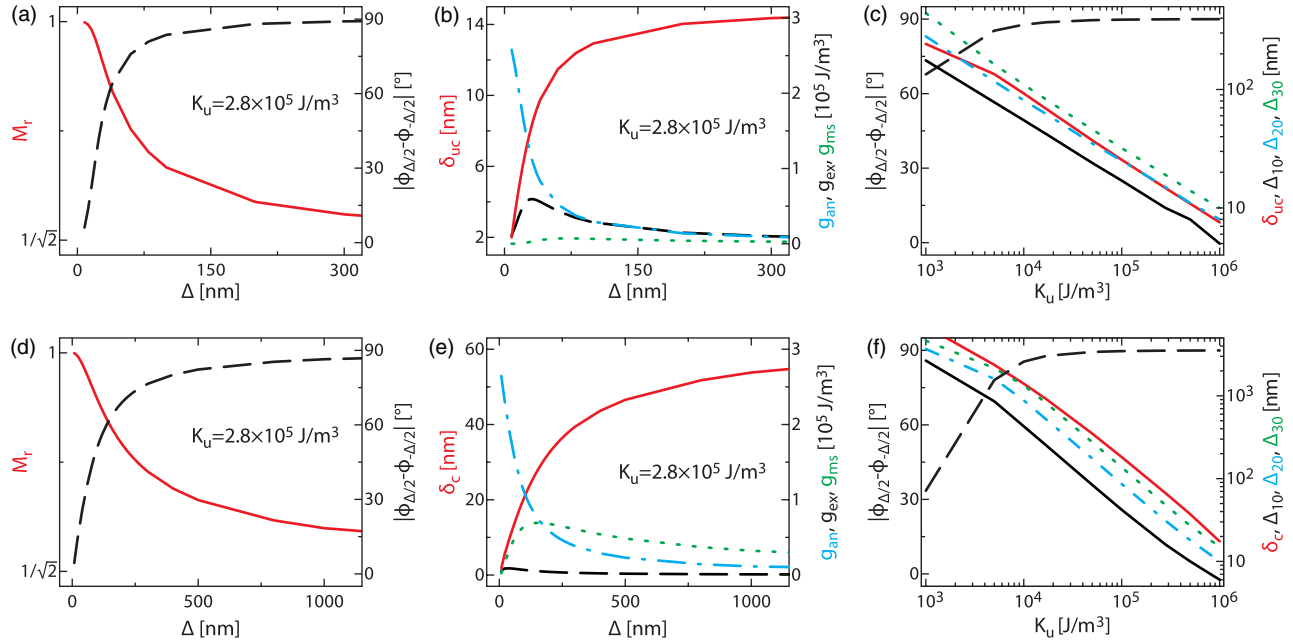 (a)
1
1/√2
M_r
90
60
30
0
|ϕ_Δ/2-ϕ_-Δ/2| [°]
K_u=2.8×10^5 J/m^3
0
150
300
Δ [nm]
(b)
14
10
6
2
δ_uc [nm]
3
2
1
0
g_an, g_ex, g_ms [10^5 J/m^3]
K_u=2.8×10^5 J/m^3
0
150
300
Δ [nm]
(c)
90
60
30
0
|ϕ_Δ/2-ϕ_-Δ/2| [°]
10^2
10
8
δ_uc, Δ_10, Δ_20, Δ_30 [nm]
10^3
10^4
10^5
10^6
K_u [J/m^3]
(d)
1
1/√2
M_r
90
60
30
0
|ϕ_Δ/2-ϕ_-Δ/2| [°]
K_u=2.8×10^5 J/m^3
0
500
1000
Δ [nm]
(e)
60
40
20
0
δ_c [nm]
3
2
1
0
g_an, g_ex, g_ms [10^5 J/m^3]
K_u=2.8×10^5 J/m^3
0
500
1000
Δ [nm]
(f)
90
60
30
0
|ϕ_Δ/2-ϕ_-Δ/2| [°]
10^3
10^2
10
δ_c, Δ_10, Δ_20, Δ_30 [nm]
10^3
10^4
10^5
10^6
K_u [J/m^3]